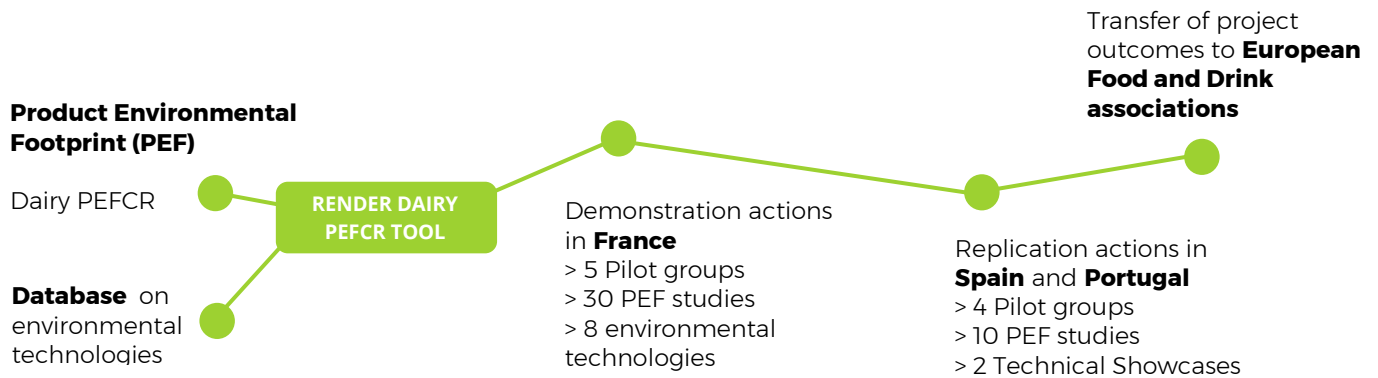 Product Environmental
Footprint (PEF)
Dairy PEFCR
Database on
environmental
technologies
RENDER DAIRY
PEFCR TOOL
Demonstration actions
in France
> 5 Pilot groups
> 30 PEF studies
> 8 environmental
technologies
Replication actions in
Spain and Portugal
> 4 Pilot groups
> 10 PEF studies
> 2 Technical Showcases
Transfer of project
outcomes to European
Food and Drink
associations